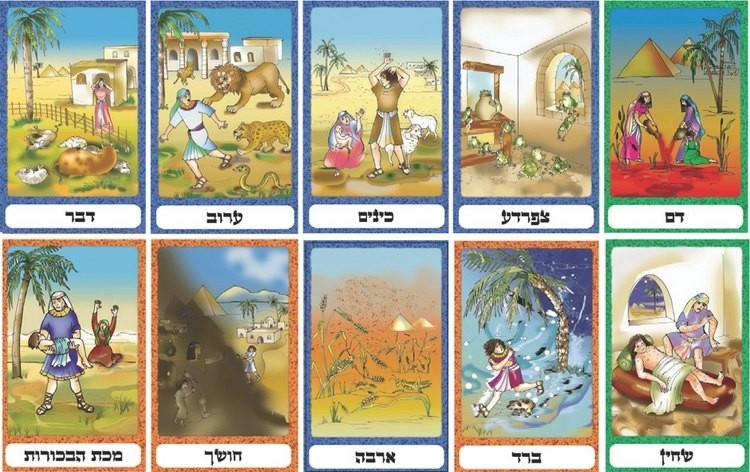 דם
צפרדע
כינים
ערוב
דבר
שחין
ברד
ארבה
חושך
מכת הבכורות